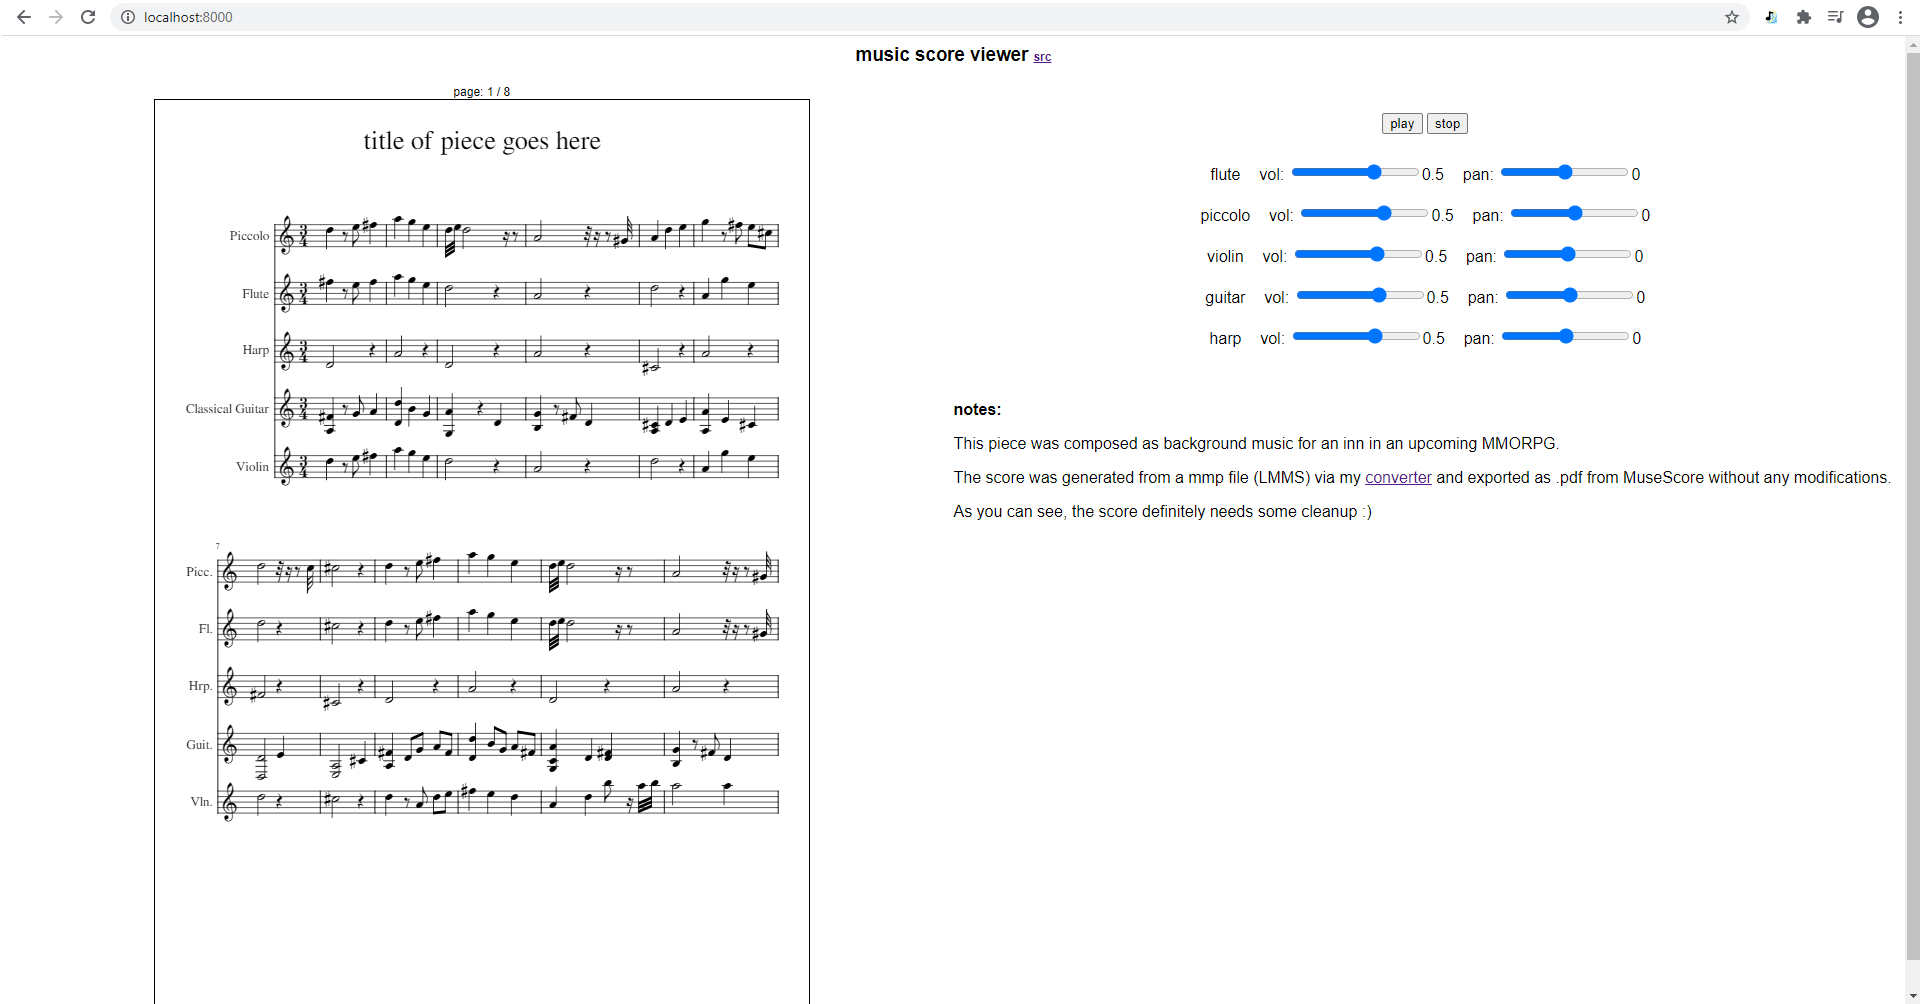 localhost:8000
music score viewer src
page: 1 / 8
title of piece goes here
Piccolo
Flute
Harp
Classical Guitar
Violin
7
Picc.
Fl.
Hrp.
Guit.
Vln.
play stop
flute vol: 0.5 pan: 0
piccolo vol: 0.5 pan: 0
violin vol: 0.5 pan: 0
guitar vol: 0.5 pan: 0
harp vol: 0.5 pan: 0
notes:
This piece was composed as background music for an inn in an upcoming MMORPG.
The score was generated from a mmp file (LMMS) via my converter and exported as .pdf from MuseScore without any modifications.
As you can see, the score definitely needs some cleanup :)